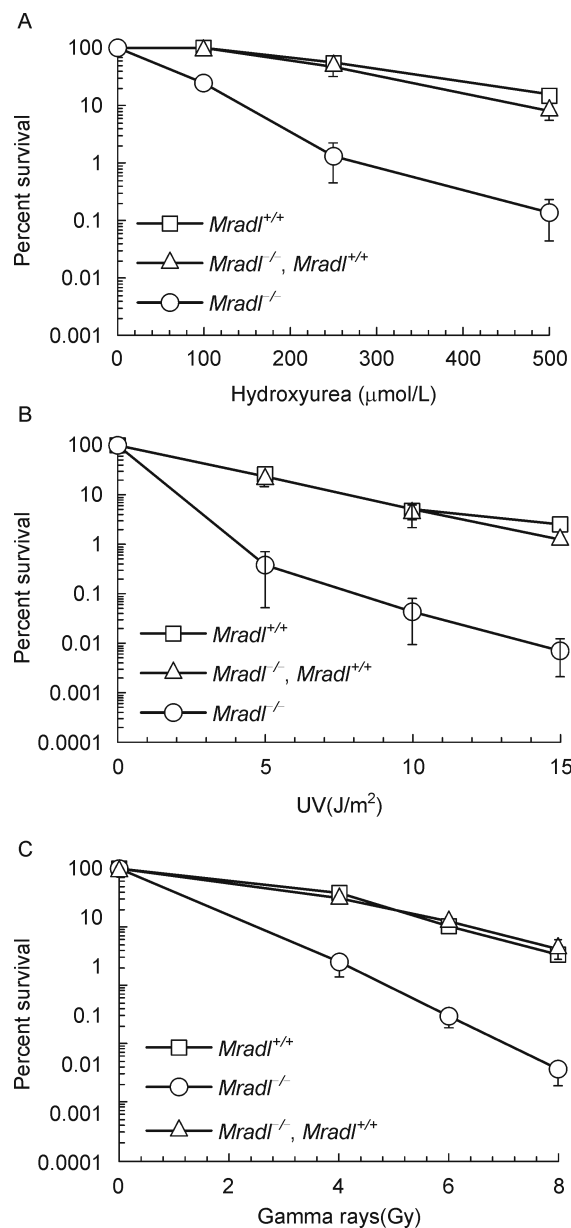 A
100
10
1
0.1
0.01
0.001
Percent survival
Mradl+/+
Mradl−/−, Mradl+/+
Mradl−/−
0 100 200 300 400 500
Hydroxyurea (μmol/L)
B
100
10
1
0.1
0.01
0.001
0.0001
Percent survival
Mradl+/+
Mradl−/−, Mradl+/+
Mradl−/−
0 5 10 15
UV(J/m²)
C
100
10
1
0.1
0.01
0.001
0.0001
Percent survival
Mradl+/+
Mradl−/−
Mradl−/−, Mradl+/+
0 2 4 6 8
Gamma rays(Gy)